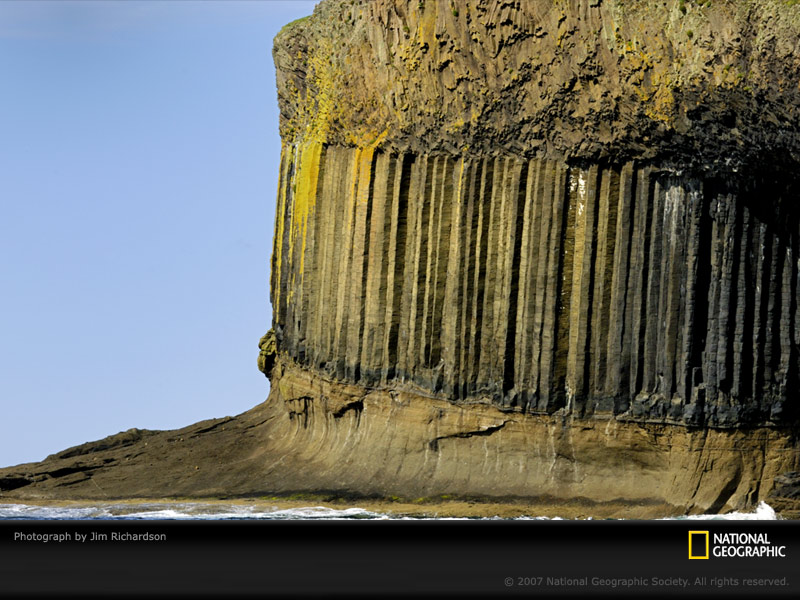 Photograph by Jim Richardson
NATIONAL
GEOGRAPHIC
© 2007 National Geographic Society. All rights reserved.